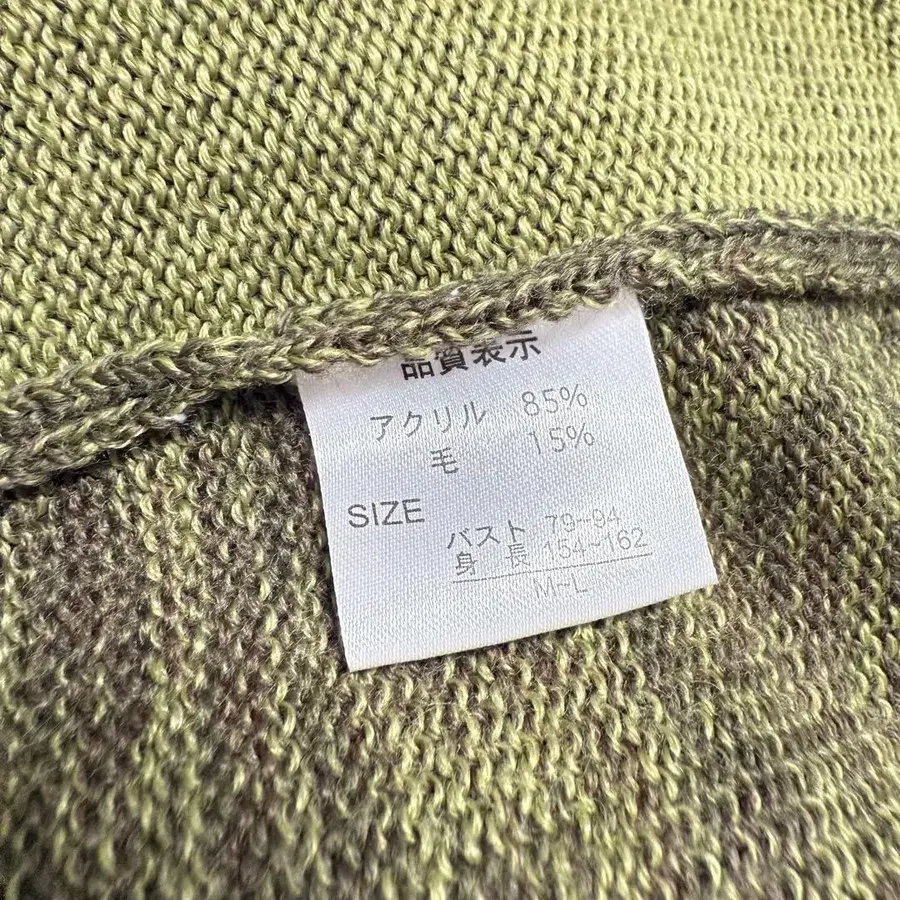 品質表示
アクリル 85%
毛 15%
SIZE
バスト 79~94
身 長 154~162
M~L